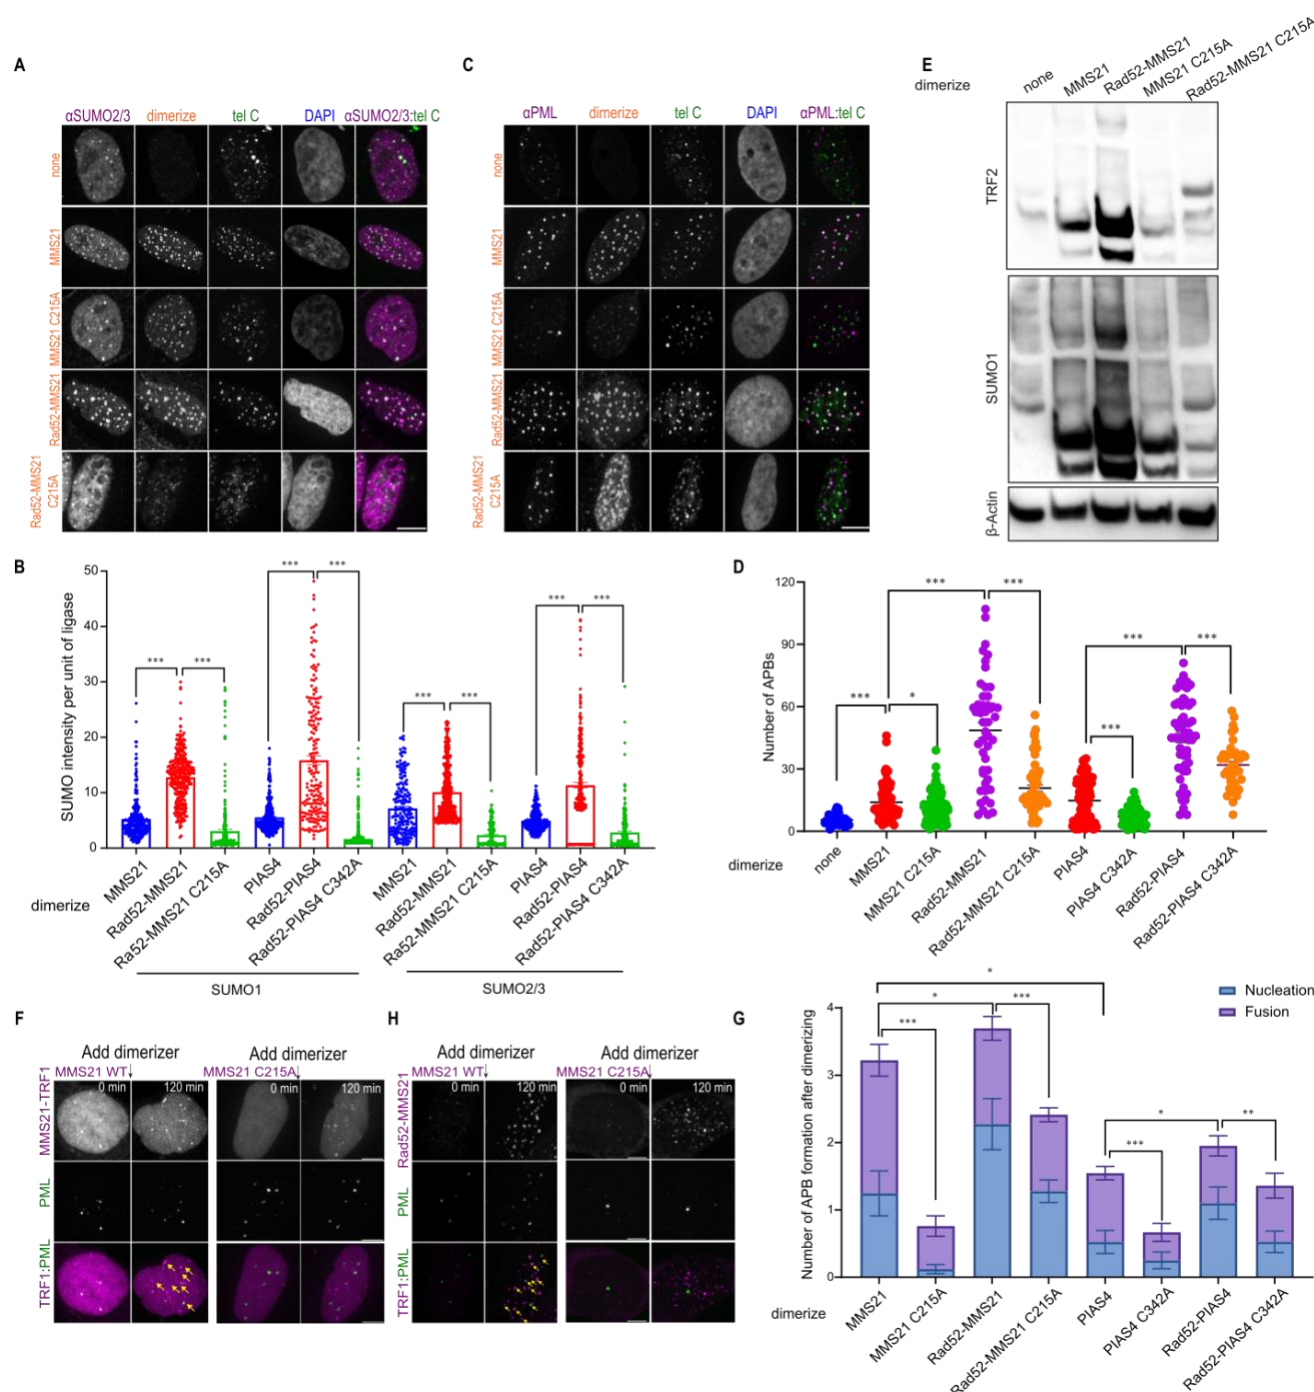 A
αSUMO2/3 dimerize tel C DAPI αSUMO2/3:tel C
none
MMS21
MMS21 C215A
Rad52-MMS21
Rad52-MMS21
C215A
C
αPML dimerize tel C DAPI αPML:tel C
none
MMS21
MMS21 C215A
Rad52-MMS21
Rad52-MMS21
C215A
E
dimerize none MMS21 Rad52-MMS21 MMS21 C215A Rad52-MMS21 C215A
TRF2
SUMO1
β-Actin
B
SUMO intensity per unit of ligase
50
40
30
20
10
0
*** *** *** *** *** *** *** ***
dimerize
MMS21
Rad52-MMS21
Ra52-MMS21 C215A
PIAS4
Rad52-PIAS4
Rad52-PIAS4 C342A
MMS21
Rad52-MMS21
Ra52-MMS21 C215A
PIAS4
Rad52-PIAS4
Rad52-PIAS4 C342A
SUMO1
SUMO2/3
D
Number of APBs
120
90
60
30
0
*** * *** *** *** *** ***
dimerize
none
MMS21
MMS21 C215A
Rad52-MMS21
Rad52-MMS21 C215A
PIAS4
PIAS4 C342A
Rad52-PIAS4
Rad52-PIAS4 C342A
F
Add dimerizer
MMS21 WT
0 min 120 min
Add dimerizer
MMS21 C215A
0 min 120 min
MMS21-TRF1
PML
TRF1:PML
H
Add dimerizer
MMS21 WT
0 min 120 min
Add dimerizer
MMS21 C215A
0 min 120 min
Rad52-MMS21
PML
TRF1:PML
G
Nucleation
Fusion
Number of APB formation after dimerizing
4
3
2
1
0
* * *** *** * *** **
dimerize
MMS21
MMS21 C215A
Rad52-MMS21
Rad52-MMS21 C215A
PIAS4
PIAS4 C342A
Rad52-PIAS4
Rad52-PIAS4 C342A